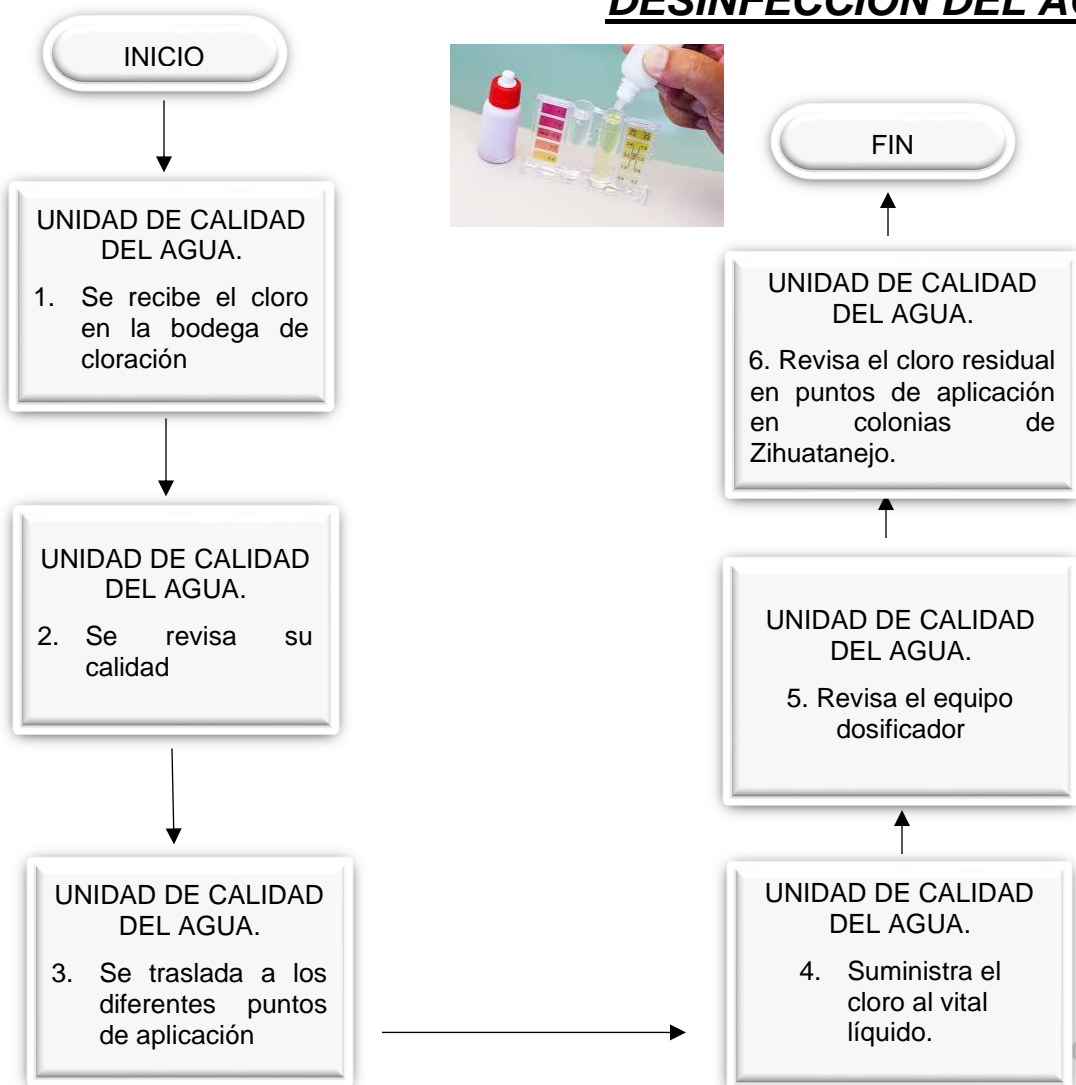 DESINFECCIÓN DEL
INICIO
UNIDAD DE CALIDAD
DEL AGUA.
1. Se recibe el cloro
en la bodega de
cloración
UNIDAD DE CALIDAD
DEL AGUA.
2. Se revisa su
calidad
UNIDAD DE CALIDAD
DEL AGUA.
3. Se traslada a los
diferentes puntos
de aplicación
UNIDAD DE CALIDAD
DEL AGUA.
4. Suministra el
cloro al vital
líquido.
UNIDAD DE CALIDAD
DEL AGUA.
5. Revisa el equipo
dosificador
UNIDAD DE CALIDAD
DEL AGUA.
6. Revisa el cloro residual
en puntos de aplicación
en colonias de
Zihuatanejo.
FIN